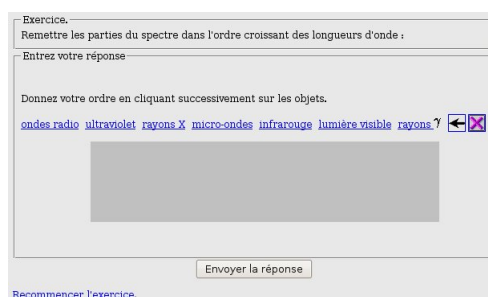 Exercice.
Remettre les parties du spectre dans l'ordre croissant des longueurs d'onde :
Entrez votre réponse
Donnez votre ordre en cliquant successivement sur les objets.
ondes radio ultraviolet rayons X micro-ondes infrarouge lumière visible rayons γ
Envoyer la réponse
Recommencer l'exercice.